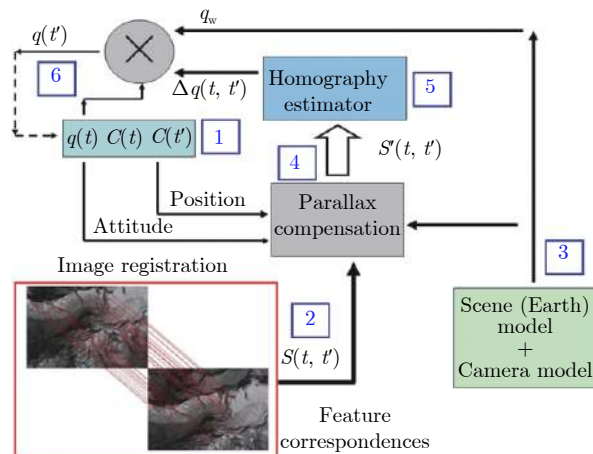 q(t′)
q_w
6
Δq(t, t′)
Homography
estimator
5
q(t) C(t) C(t′)
1
4
S′(t, t′)
Position
Attitude
Parallax
compensation
Image registration
3
2
S(t, t′)
Scene (Earth)
model
+
Camera model
Feature
correspondences